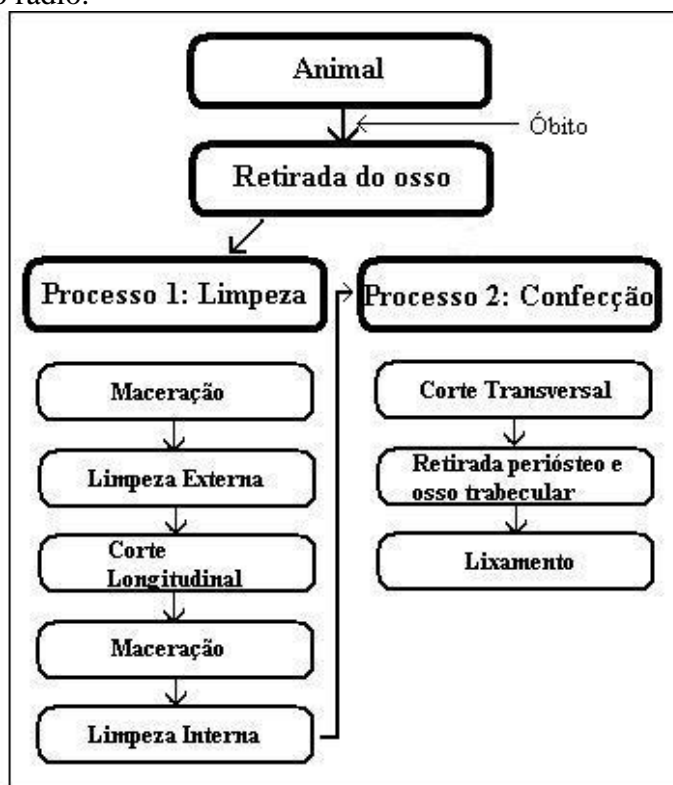 rádio.
Animal
Óbito
Retirada do osso
Processo 1: Limpeza
Maceração
Limpeza Externa
Corte
Longitudinal
Maceração
Limpeza Interna
Processo 2: Confecção
Corte Transversal
Retirada periósteo e
osso trabecular
Lixamento